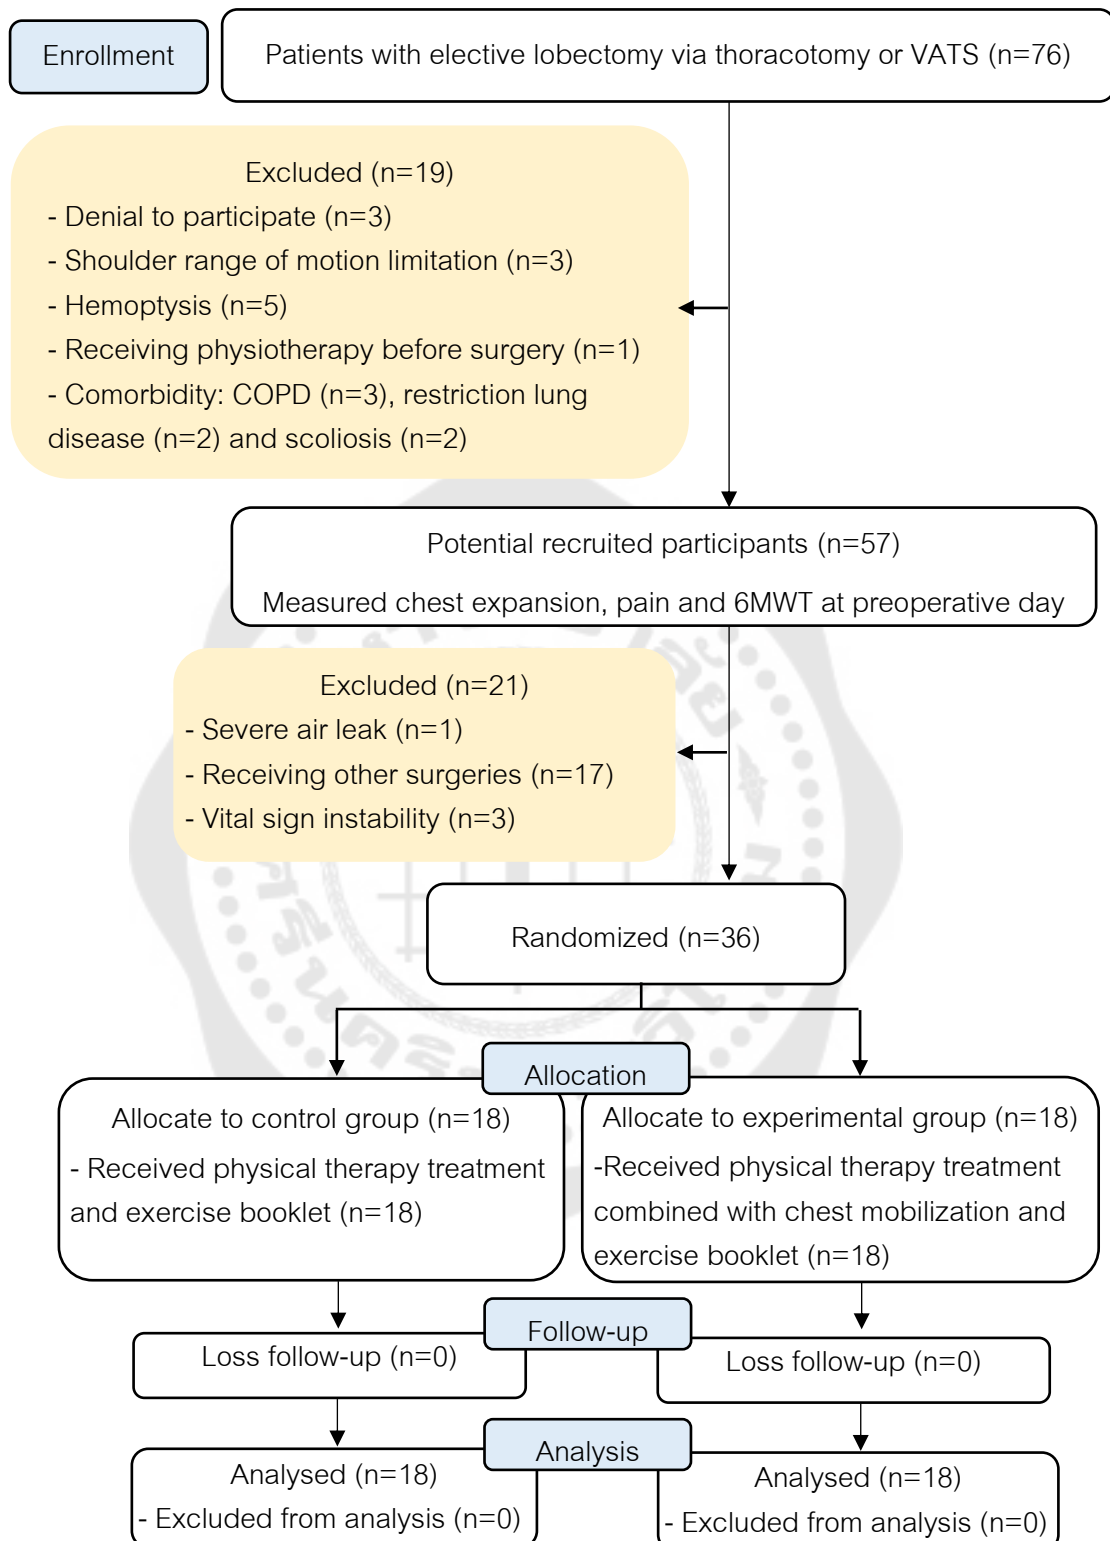 Enrollment
Patients with elective lobectomy via thoracotomy or VATS (n=76)
Excluded (n=19)
- Denial to participate (n=3)
- Shoulder range of motion limitation (n=3)
- Hemoptysis (n=5)
- Receiving physiotherapy before surgery (n=1)
- Comorbidity: COPD (n=3), restriction lung
disease (n=2) and scoliosis (n=2)
Potential recruited participants (n=57)
Measured chest expansion, pain and 6MWT at preoperative day
Excluded (n=21)
- Severe air leak (n=1)
- Receiving other surgeries (n=17)
- Vital sign instability (n=3)
Randomized (n=36)
Allocation
Allocate to control group (n=18)
- Received physical therapy treatment
and exercise booklet (n=18)
Allocate to experimental group (n=18)
-Received physical therapy treatment
combined with chest mobilization and
exercise booklet (n=18)
Follow-up
Loss follow-up (n=0)
Loss follow-up (n=0)
Analysis
Analysed (n=18)
- Excluded from analysis (n=0)
Analysed (n=18)
- Excluded from analysis (n=0)